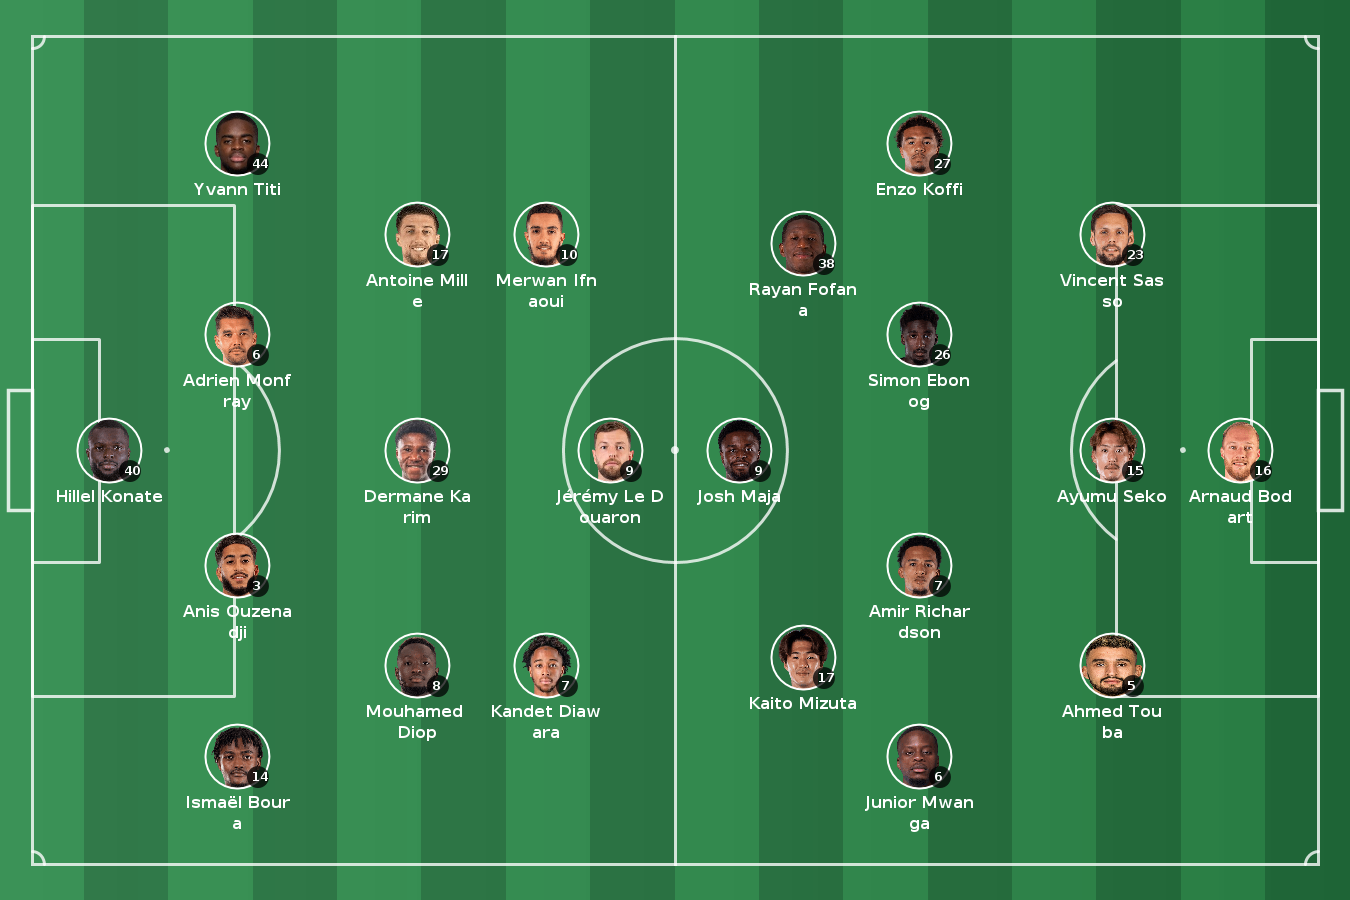 44
Yvann Titi
27
Enzo Koffi
17
Antoine Mill
e
10
Merwan Ifn
aoui
38
Rayan Fofan
a
23
Vincent Sas
so
6
Adrien Monf
ray
26
Simon Ebon
og
40
Hillel Konate
29
Dermane Ka
rim
9
Jérémy Le D
ouaron
9
Josh Maja
15
Ayumu Seko
16
Arnaud Bod
art
3
Anis Ouzena
dji
7
Amir Richar
dson
8
Mouhamed
Diop
7
Kandet Diaw
ara
17
Kaito Mizuta
5
Ahmed Tou
ba
14
Ismaël Bour
a
6
Junior Mwan
ga